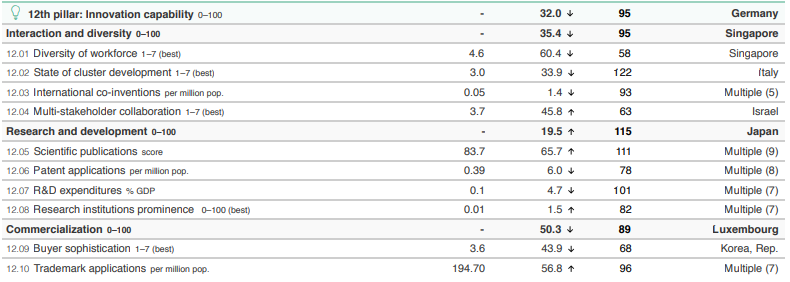 12th pillar: Innovation capability 0–100 - 32.0 ↓ 95 Germany
Interaction and diversity 0–100 - 35.4 ↓ 95 Singapore
12.01 Diversity of workforce 1–7 (best) 4.6 60.4 ↓ 58 Singapore
12.02 State of cluster development 1–7 (best) 3.0 33.9 ↓ 122 Italy
12.03 International co-inventions per million pop. 0.05 1.4 ↓ 93 Multiple (5)
12.04 Multi-stakeholder collaboration 1–7 (best) 3.7 45.8 ↑ 63 Israel
Research and development 0–100 - 19.5 ↑ 115 Japan
12.05 Scientific publications score 83.7 65.7 ↑ 111 Multiple (9)
12.06 Patent applications per million pop. 0.39 6.0 ↓ 78 Multiple (8)
12.07 R&D expenditures % GDP 0.1 4.7 ↓ 101 Multiple (7)
12.08 Research institutions prominence 0–100 (best) 0.01 1.5 ↑ 82 Multiple (7)
Commercialization 0–100 - 50.3 ↓ 89 Luxembourg
12.09 Buyer sophistication 1–7 (best) 3.6 43.9 ↓ 68 Korea, Rep.
12.10 Trademark applications per million pop. 194.70 56.8 ↑ 96 Multiple (7)